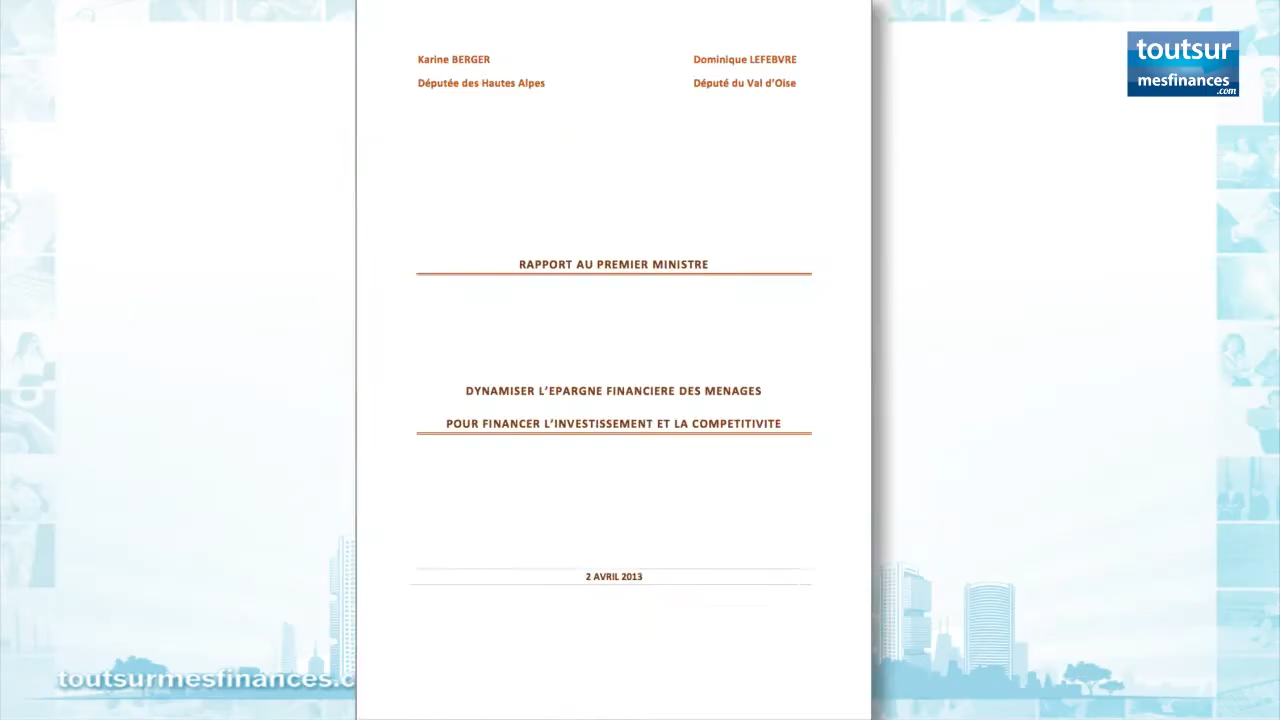 Karine BERGER
Dominique LEFEBVRE
Députée des Hautes Alpes
Député du Val d'Oise
RAPPORT AU PREMIER MINISTRE
DYNAMISER L'EPARGNE FINANCIERE DES MENAGES
POUR FINANCER L'INVESTISSEMENT ET LA COMPETITIVITE
2 AVRIL 2013
toutsur
mesfinances
.com
toutsurmesfinances.c